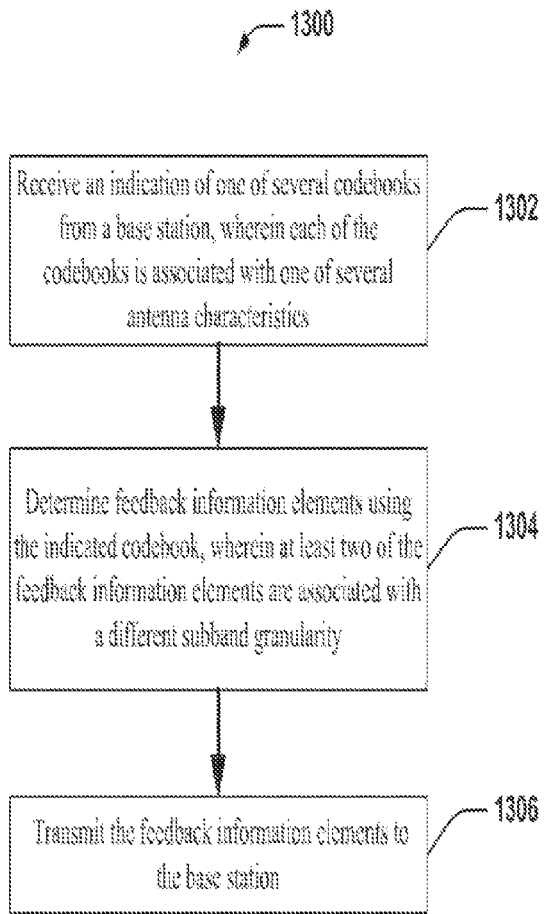 1300
Receive an indication of one of several codebooks
from a base station, wherein each of the
codebooks is associated with one of several
antenna characteristics
1302
Determine feedback information elements using
the indicated codebook, wherein at least two of the
feedback information elements are associated with
a different subband granularity
1304
Transmit the feedback information elements to
the base station
1306